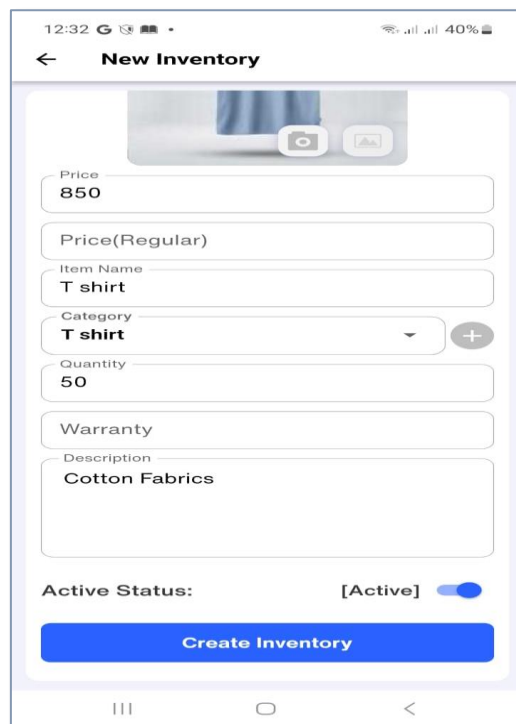 12:32 G 40%
New Inventory
Price
850
Price(Regular)
Item Name
T shirt
Category
T shirt
Quantity
50
Warranty
Description
Cotton Fabrics
Active Status: [Active]
Create Inventory